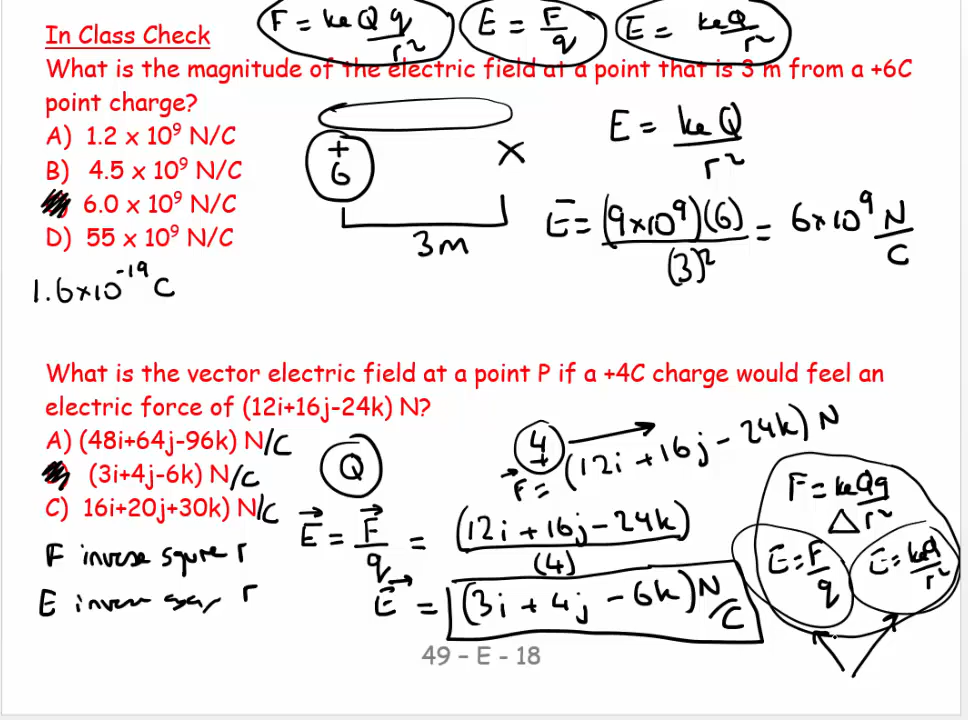 F = keQq/r²   E = F/q   E = keQ/r²
In Class Check
What is the magnitude of the electric field at a point that is 3 m from a +6C
point charge?
A) 1.2 x 10⁹ N/C
B) 4.5 x 10⁹ N/C
6.0 x 10⁹ N/C
D) 55 x 10⁹ N/C
1.6x10⁻¹⁹ C
+
6
X
3m
E = keQ/r²
E = (9x10⁹)(6)/(3)² = 6x10⁹ N/C
What is the vector electric field at a point P if a +4C charge would feel an
electric force of (12i+16j-24k) N?
A) (48i+64j-96k) N/C
(3i+4j-6k) N/C
C) 16i+20j+30k) N/C
F inverse squre r
E r
Q
4
+
F = (12i + 16j - 24k) N
E = F/q = (12i + 16j - 24k)/(4)
E = (3i + 4j - 6k) N/C
F = keQq
△ r²
E = F/q   E = keQ/r²
49 – E - 18